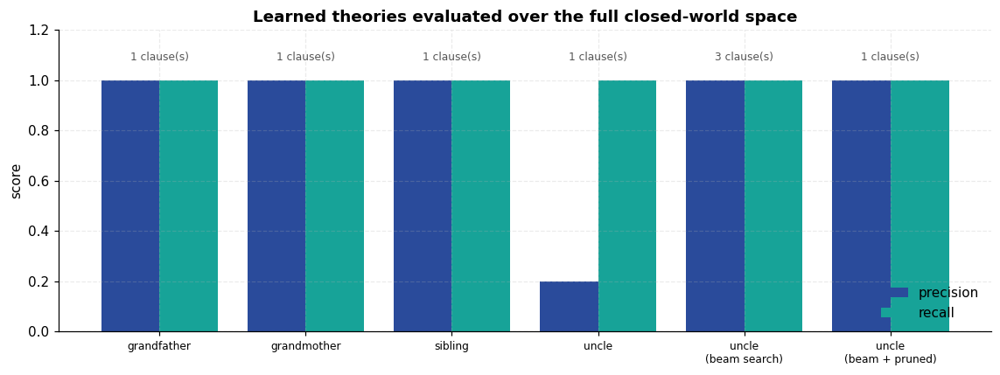 Learned theories evaluated over the full closed-world space
1.2
1 clause(s) 1 clause(s) 1 clause(s) 1 clause(s) 3 clause(s) 1 clause(s)
1.0
0.8
score
0.6
0.4
0.2
precision
recall
0.0
grandfather grandmother sibling uncle uncle uncle
(beam search) (beam + pruned)